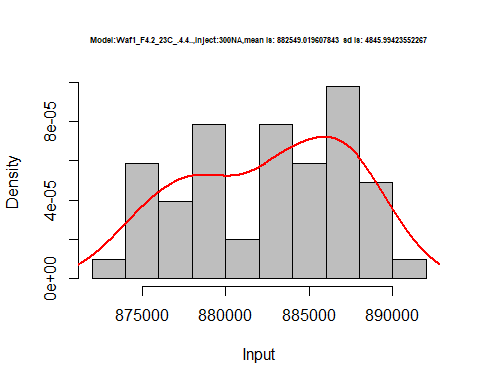 Model:Waf1_F4.2_23C_.4.4.,Inject:300NA,mean is: 882549.019607843 sd is: 4845.99423552267
Density
8e-05
4e-05
0e+00
875000 880000 885000 890000
Input